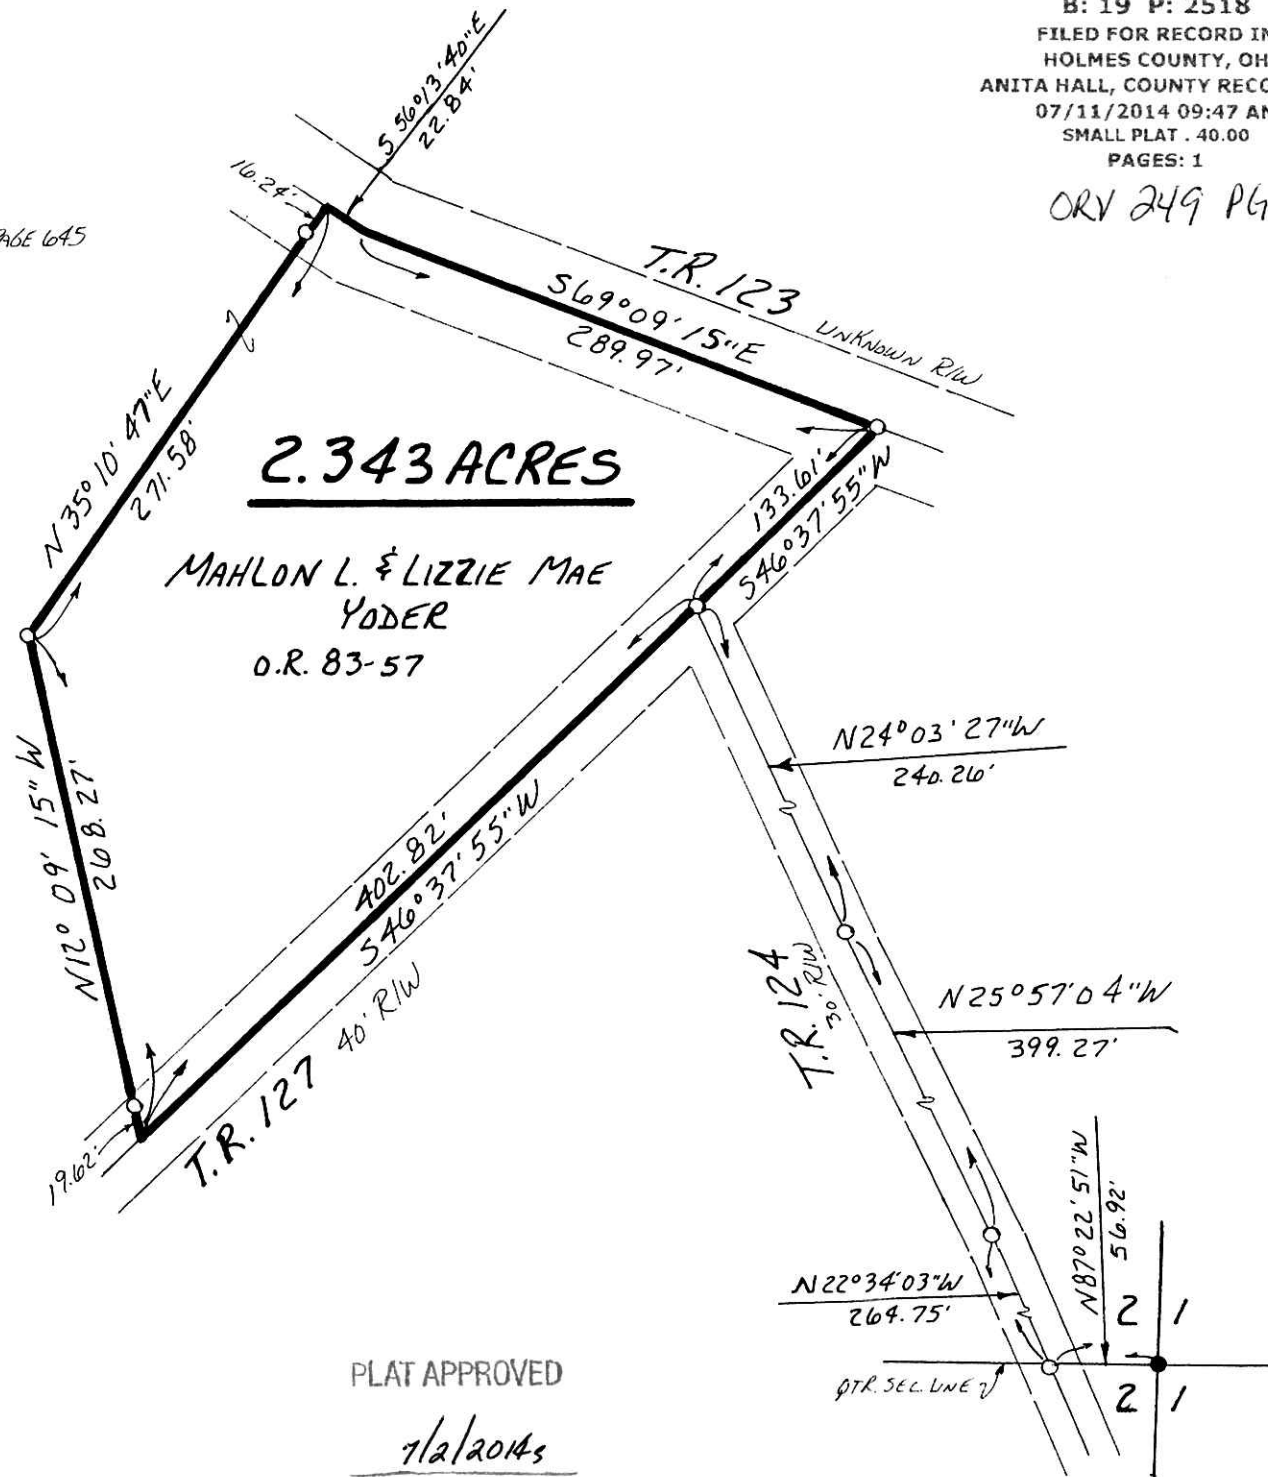 B: 19 P: 2518
FILED FOR RECORD IN
HOLMES COUNTY, OH
ANITA HALL, COUNTY
07/11/2014 09:47 AM
SMALL PLAT . 40.00
PAGES: 1
ORV 249 PG
PAGE 645
S 56°13'40"E
22.84'
16.24'
T.R. 123 UNKNOWN R/W
S69°09'15"E
289.97'
N 35° 10' 47"E
271.58'
2.343 ACRES
MAHLON L. & LIZZIE MAE
YODER
O.R. 83-57
133.61'
S46°37'55"W
N12° 09' 15" W
268.27'
402.82'
S46°37'55"W
T.R. 127 40' R/W
19.62'
N24°03'27"W
240.26'
T.R. 124
30' R/W
N25°57'04"W
399.27'
N87°22'51"W
56.92'
N22°34'03"W
264.75'
QTR. SEC. LINE
2 1
2 1
PLAT APPROVED
7/2/2014